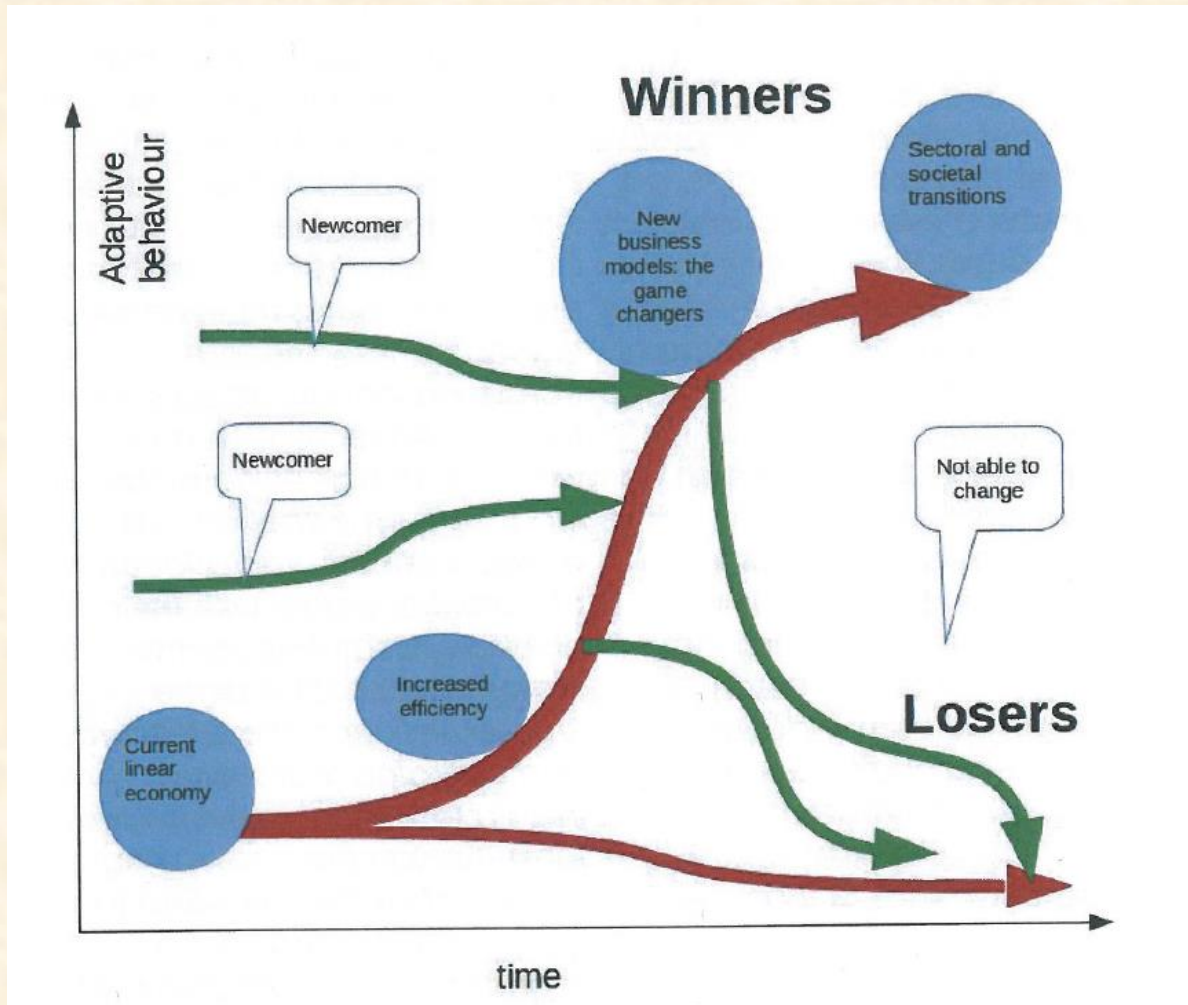 Winners
Adaptive
behaviour
Sectoral and
societal
transitions
Newcomer
New
business
models: the
game
changers
Newcomer
Not able to
change
Increased
efficiency
Losers
Current
linear
economy
time